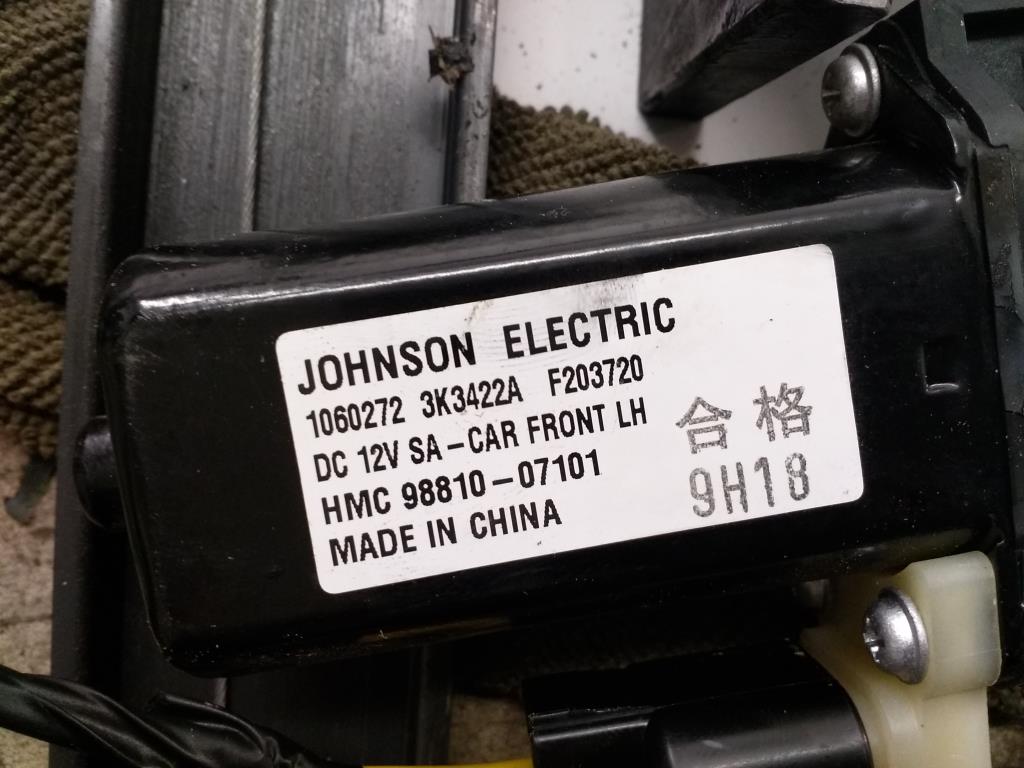 JOHNSON ELECTRIC
1060272 3K3422A F203720
DC 12V SA-CAR FRONT LH
HMC 98810-07101
MADE IN CHINA
合格
9H18